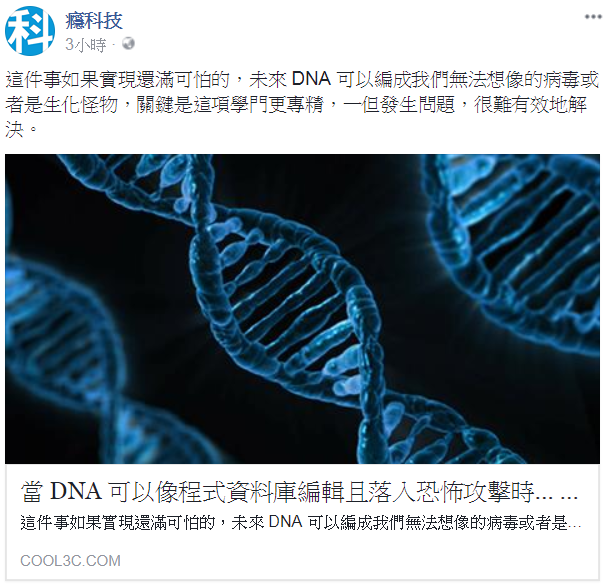 科
癮科技
3小時 ·
這件事如果實現還滿可怕的，未來 DNA 可以編成我們無法想像的病毒或
者是生化怪物，關鍵是這項學門更專精，一但發生問題，很難有效地解
決。
當 DNA 可以像程式資料庫編輯且落入恐怖攻擊時... ...
這件事如果實現還滿可怕的，未來 DNA 可以編成我們無法想像的病毒或者是...
COOL3C.COM